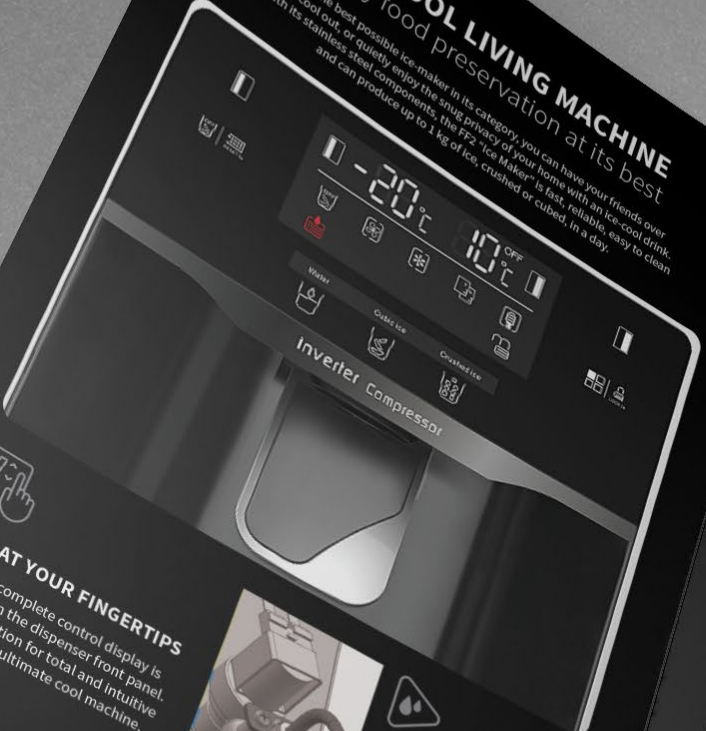 OOL LIVING MACHINE
food preservation at its best
best possible ice-maker in its category, you can have your friends over
cool out, or quietly enjoy the snug privacy of your home with an ice-cool drink.
its stainless steel components, the FF2 "Ice Maker" is fast, reliable, easy to clean
and can produce up to 1 kg of ice, crushed or cubed, in a day.
-20°C
10°C
OFF
Water
Cubic ice
Crushed ice
Inverter Compressor
AT YOUR FINGERTIPS
complete control display is
the dispenser front panel.
tion for total and intuitive
ultimate cool machine.